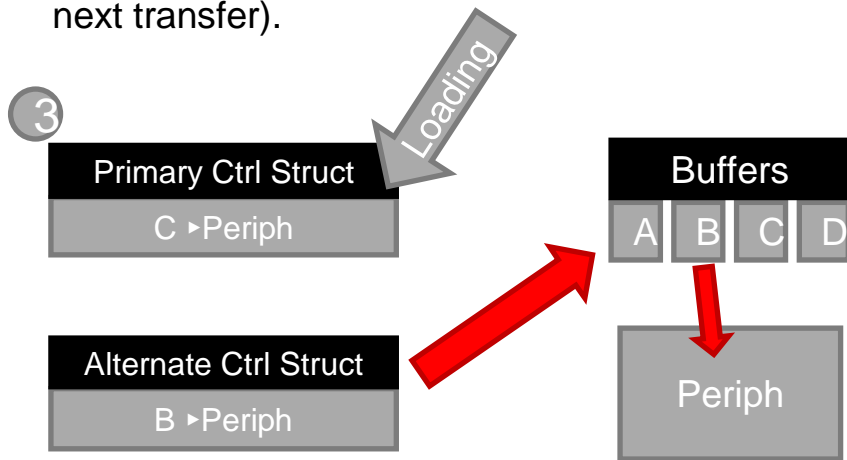 next transfer).
3
Loading
Primary Ctrl Struct
C ▸Periph
Buffers
A B C D
Alternate Ctrl Struct
B ▸Periph
Periph